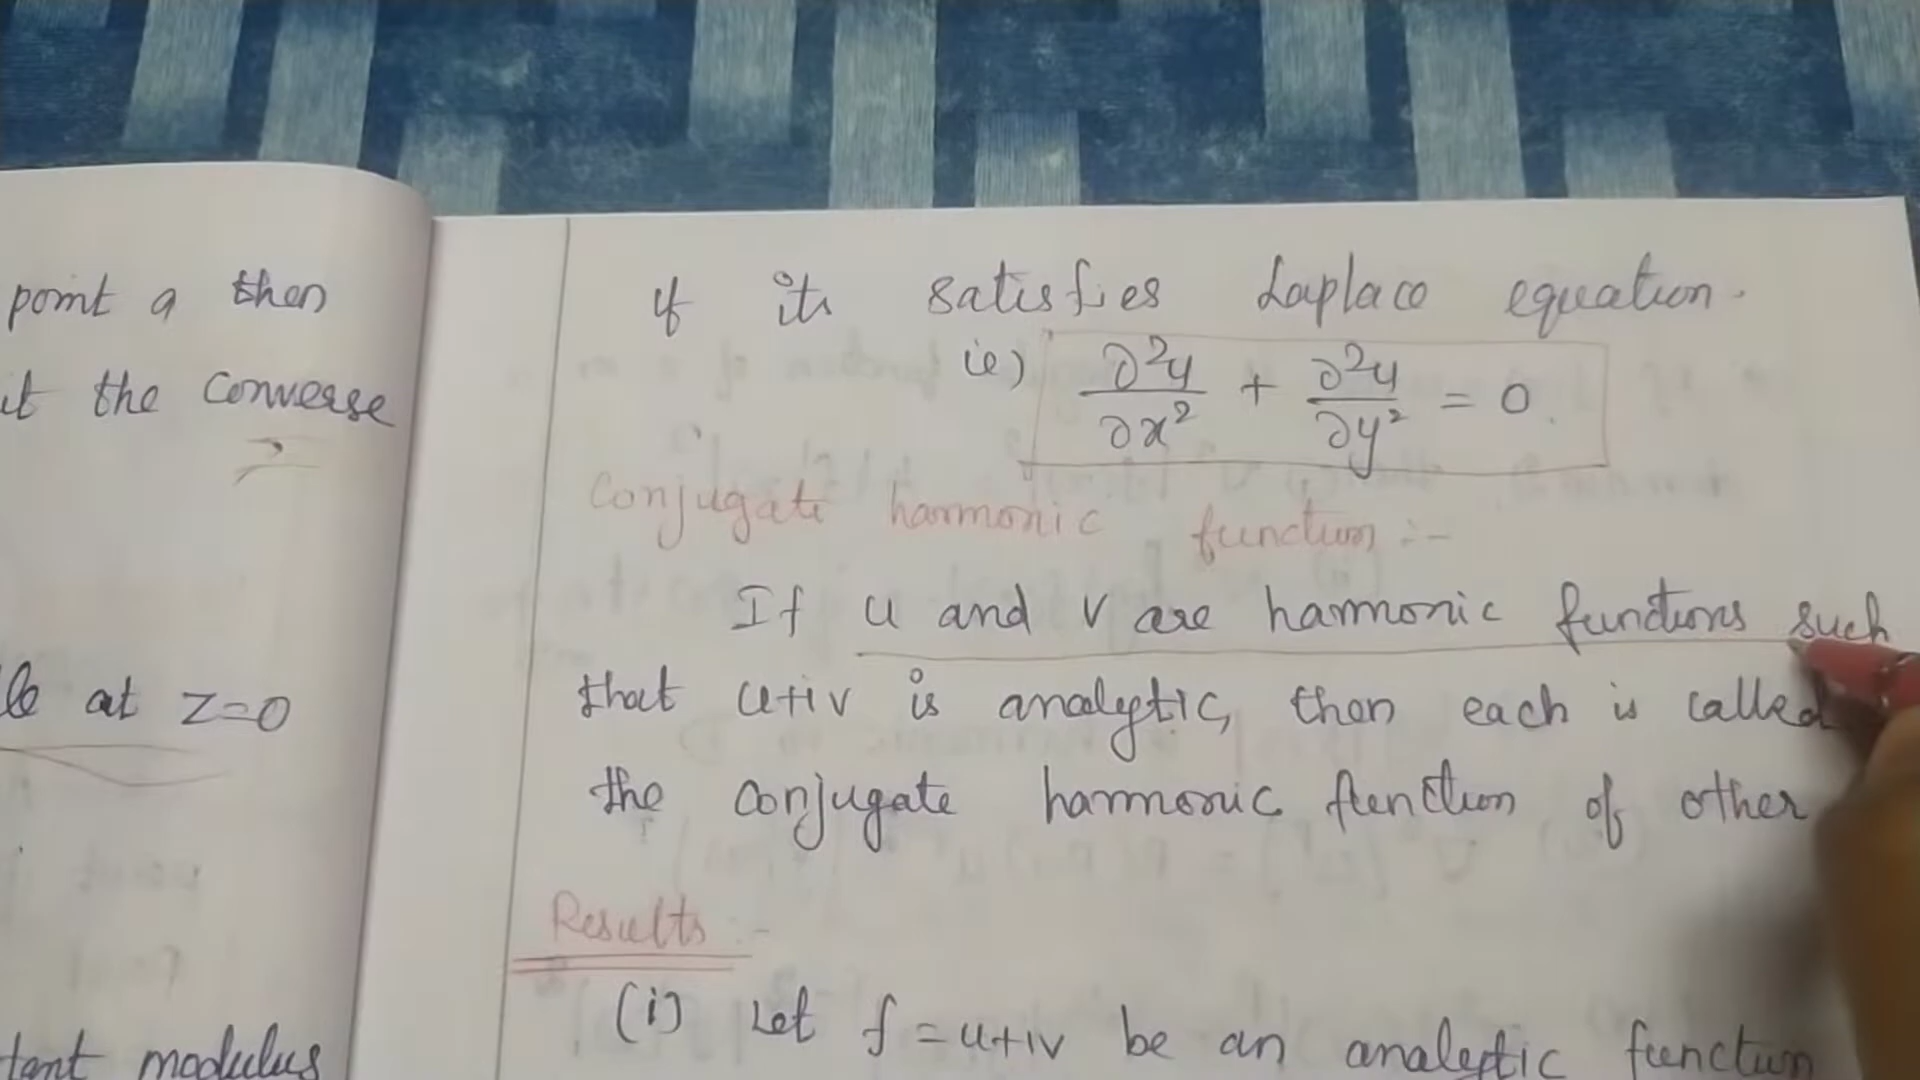 point a then
it the converse
at z=0
modulus
if its satisfies Laplace equation.
ie) ∂²u/∂x² + ∂²u/∂y² = 0.
Conjugate harmonic function :-
If u and v are harmonic functions such
that u+iv is analytic, then each is called
the conjugate harmonic function of other
Results :-
(i) Let f = u+iv be an analytic function